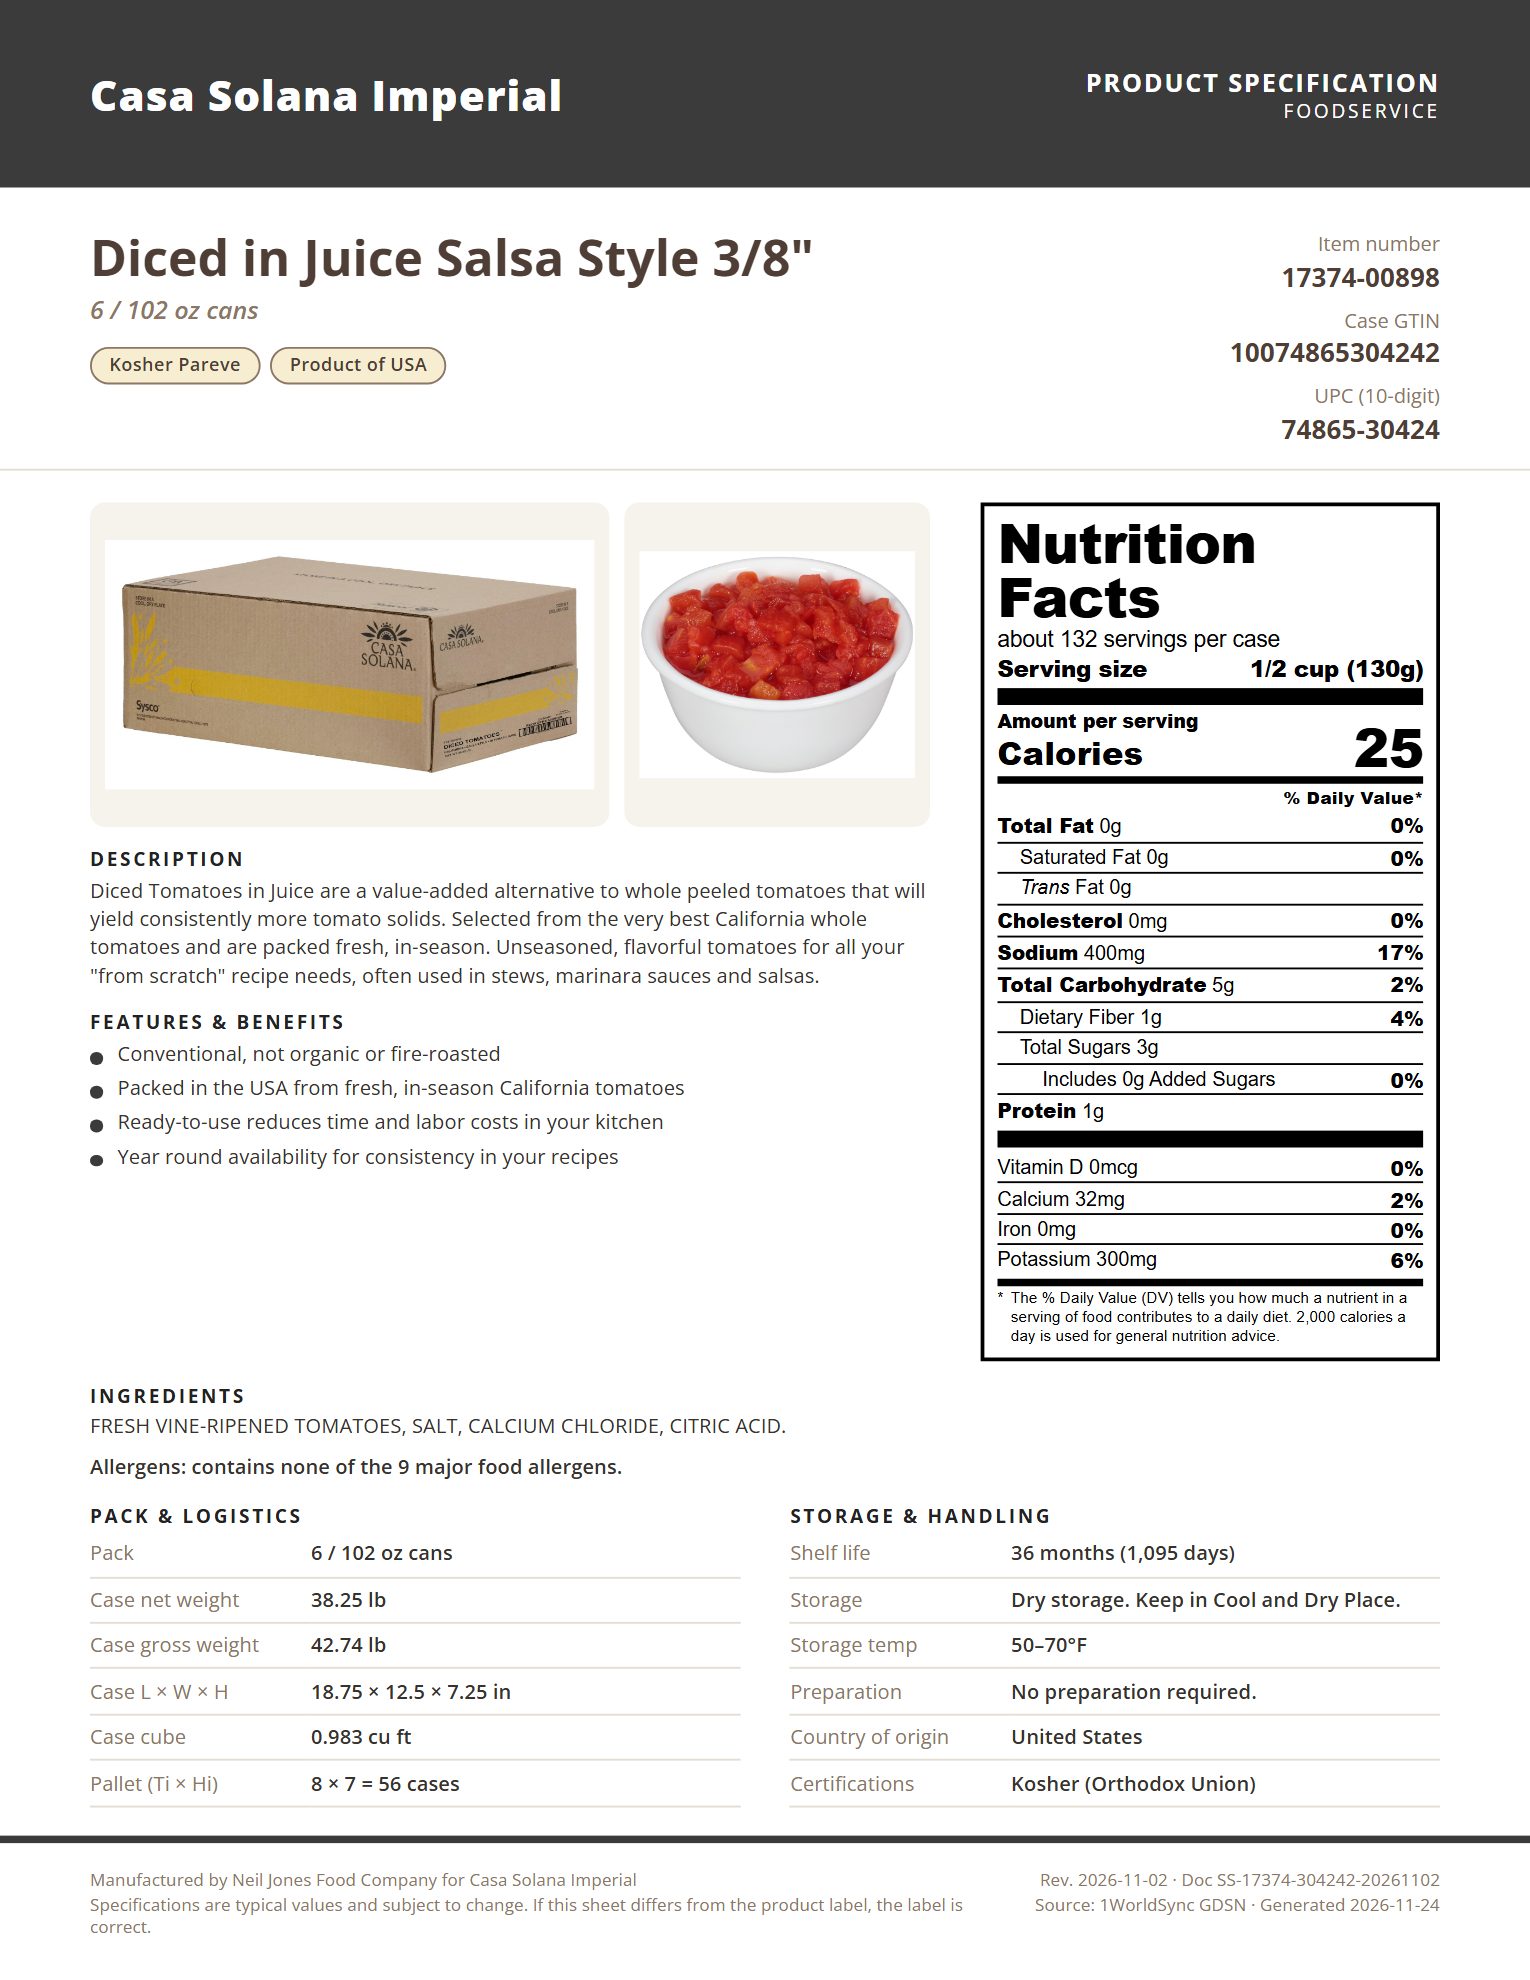 Casa Solana Imperial
PRODUCT SPECIFICATION
FOODSERVICE
Diced in Juice Salsa Style 3/8"
6 / 102 oz cans
Kosher Pareve
Product of USA
Item number
17374-00898
Case GTIN
10074865304242
UPC (10-digit)
74865-30424
CASA
SOLANA
CASA SOLANA
Sysco
DICED TOMATOES
DESCRIPTION
Diced Tomatoes in Juice are a value-added alternative to whole peeled tomatoes that will
yield consistently more tomato solids. Selected from the very best California whole
tomatoes and are packed fresh, in-season. Unseasoned, flavorful tomatoes for all your
"from scratch" recipe needs, often used in stews, marinara sauces and salsas.
FEATURES & BENEFITS
Conventional, not organic or fire-roasted
Packed in the USA from fresh, in-season California tomatoes
Ready-to-use reduces time and labor costs in your kitchen
Year round availability for consistency in your recipes
Nutrition
Facts
about 132 servings per case
Serving size 1/2 cup (130g)
Amount per serving
Calories 25
% Daily Value*
Total Fat 0g 0%
Saturated Fat 0g 0%
Trans Fat 0g
Cholesterol 0mg 0%
Sodium 400mg 17%
Total Carbohydrate 5g 2%
Dietary Fiber 1g 4%
Total Sugars 3g
Includes 0g Added Sugars 0%
Protein 1g
Vitamin D 0mcg 0%
Calcium 32mg 2%
Iron 0mg 0%
Potassium 300mg 6%
* The % Daily Value (DV) tells you how much a nutrient in a
serving of food contributes to a daily diet. 2,000 calories a
day is used for general nutrition advice.
INGREDIENTS
FRESH VINE-RIPENED TOMATOES, SALT, CALCIUM CHLORIDE, CITRIC ACID.
Allergens: contains none of the 9 major food allergens.
PACK & LOGISTICS
Pack 6 / 102 oz cans
Case net weight 38.25 lb
Case gross weight 42.74 lb
Case L × W × H 18.75 × 12.5 × 7.25 in
Case cube 0.983 cu ft
Pallet (Ti × Hi) 8 × 7 = 56 cases
STORAGE & HANDLING
Shelf life 36 months (1,095 days)
Storage Dry storage. Keep in Cool and Dry Place.
Storage temp 50–70°F
Preparation No preparation required.
Country of origin United States
Certifications Kosher (Orthodox Union)
Manufactured by Neil Jones Food Company for Casa Solana Imperial
Specifications are typical values and subject to change. If this sheet differs from the product label, the label is
correct.
Rev. 2026-11-02 · Doc SS-17374-304242-20261102
Source: 1WorldSync GDSN · Generated 2026-11-24